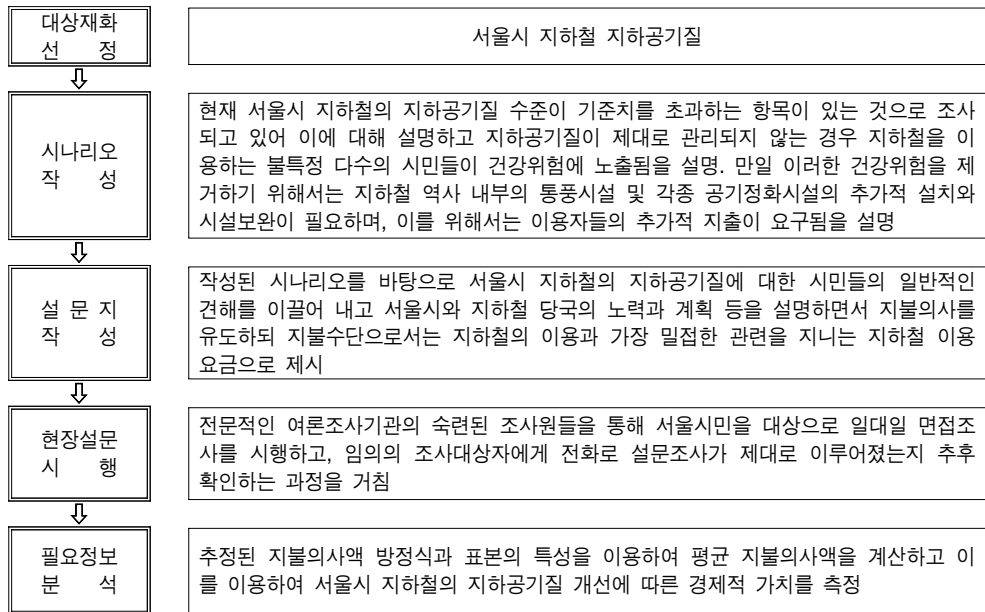 대상재화
선 정
서울시 지하철 지하공기질
시나리오
작 성
현재 서울시 지하철의 지하공기질 수준이 기준치를 초과하는 항목이 있는 것으로 조사
되고 있어 이에 대해 설명하고 지하공기질이 제대로 관리되지 않는 경우 지하철을 이
용하는 불특정 다수의 시민들이 건강위험에 노출됨을 설명. 만일 이러한 건강위험을 제
거하기 위해서는 지하철 역사 내부의 통풍시설 및 각종 공기정화시설의 추가적 설치와
시설보완이 필요하며, 이를 위해서는 이용자들의 추가적 지출이 요구됨을 설명
설 문 지
작 성
작성된 시나리오를 바탕으로 서울시 지하철의 지하공기질에 대한 시민들의 일반적인
견해를 이끌어 내고 서울시와 지하철 당국의 노력과 계획 등을 설명하면서 지불의사를
유도하되 지불수단으로서는 지하철의 이용과 가장 밀접한 관련을 지니는 지하철 이용
요금으로 제시
현장설문
시 행
전문적인 여론조사기관의 숙련된 조사원들을 통해 서울시민을 대상으로 일대일 면접조
사를 시행하고, 임의의 조사대상자에게 전화로 설문조사가 제대로 이루어졌는지 추후
확인하는 과정을 거침
필요정보
분 석
추정된 지불의사액 방정식과 표본의 특성을 이용하여 평균 지불의사액을 계산하고 이
를 이용하여 서울시 지하철의 지하공기질 개선에 따른 경제적 가치를 측정